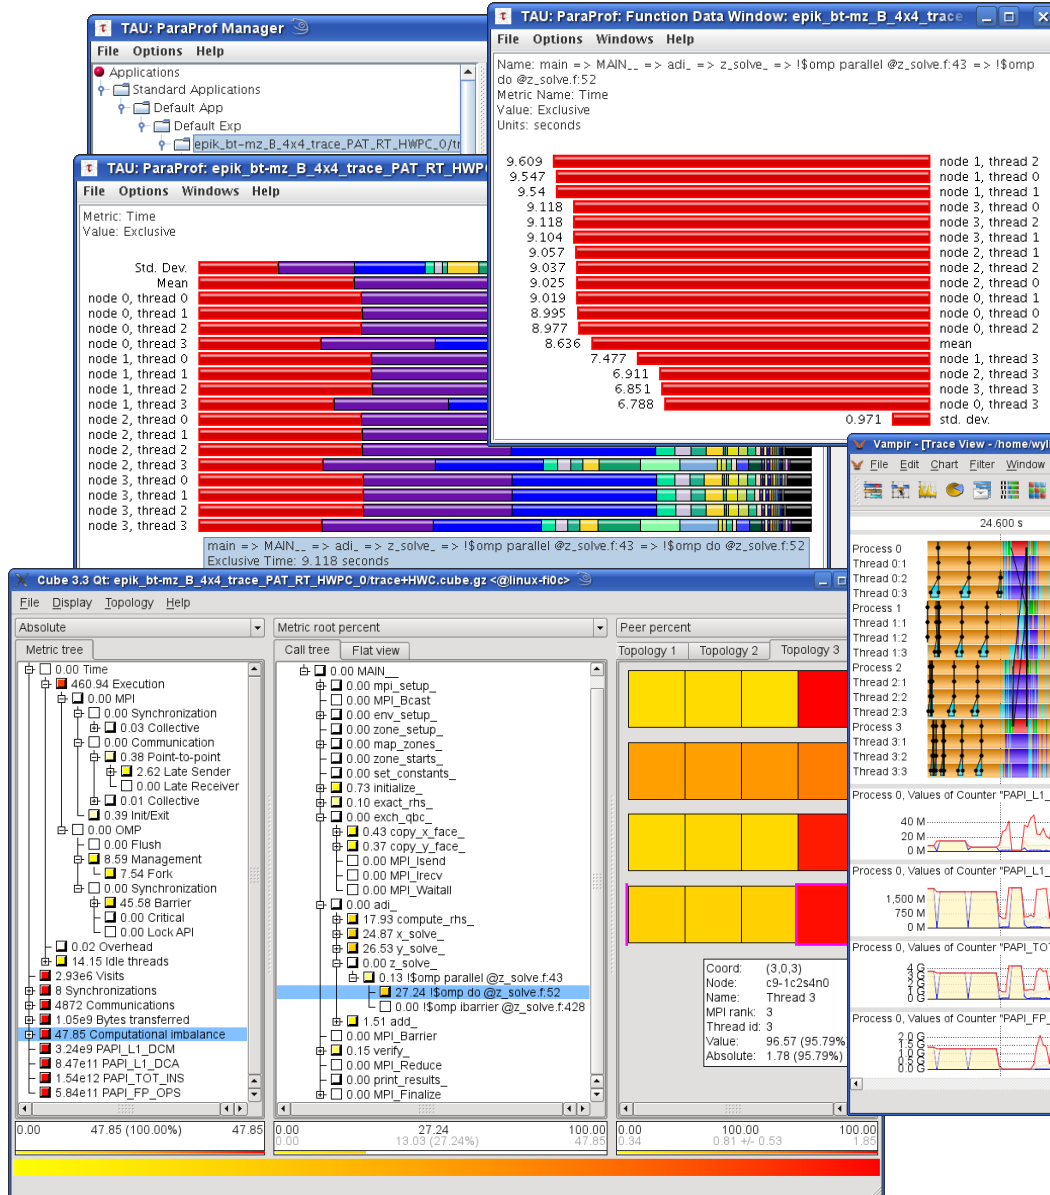 TAU: ParaProf Manager
File Options Help
Applications
Standard Applications
Default App
Default Exp
epik_bt-mz_B_4x4_trace_PAT_RT_HWPC_0/tr
TAU: ParaProf: Function Data Window: epik_bt-mz_B_4x4_trace
File Options Windows Help
Name: main => MAIN__ => adi_ => z_solve_ => !$omp parallel @z_solve.f:43 => !$omp
do @z_solve.f:52
Metric Name: Time
Value: Exclusive
Units: seconds
9.609 node 1, thread 2
9.547 node 1, thread 0
9.54 node 1, thread 1
9.118 node 3, thread 0
9.118 node 3, thread 2
9.104 node 3, thread 1
9.057 node 2, thread 1
9.037 node 2, thread 2
9.025 node 2, thread 0
9.019 node 0, thread 1
8.995 node 0, thread 0
8.977 node 0, thread 2
8.636 mean
7.477 node 1, thread 3
6.911 node 2, thread 3
6.851 node 3, thread 3
6.788 node 0, thread 3
0.971 std. dev.
TAU: ParaProf: epik_bt-mz_B_4x4_trace_PAT_RT_HWP
File Options Windows Help
Metric: Time
Value: Exclusive
Std. Dev.
Mean
node 0, thread 0
node 0, thread 1
node 0, thread 2
node 0, thread 3
node 1, thread 0
node 1, thread 1
node 1, thread 2
node 1, thread 3
node 2, thread 0
node 2, thread 1
node 2, thread 2
node 2, thread 3
node 3, thread 0
node 3, thread 1
node 3, thread 2
node 3, thread 3
main => MAIN__ => adi_ => z_solve_ => !$omp parallel @z_solve.f:43 => !$omp do @z_solve.f:52
Exclusive Time: 9.118 seconds
Vampir - [Trace View - /home/wyl
File Edit Chart Filter Window
24.600 s
Process 0
Thread 0:1
Thread 0:2
Thread 0:3
Process 1
Thread 1:1
Thread 1:2
Thread 1:3
Process 2
Thread 2:1
Thread 2:2
Thread 2:3
Process 3
Thread 3:1
Thread 3:2
Thread 3:3
Process 0, Values of Counter "PAPI_L1_
40 M
20 M
0 M
Process 0, Values of Counter "PAPI_L1_
1,500 M
750 M
0 M
Process 0, Values of Counter "PAPI_TOT
4 G
3 G
2 G
1 G
0 G
Process 0, Values of Counter "PAPI_FP_
2.0 G
1.5 G
1.0 G
0.5 G
0.0 G
Cube 3.3 Qt: epik_bt-mz_B_4x4_trace_PAT_RT_HWPC_0/trace+HWC.cube.gz <@linux-fi0c>
File Display Topology Help
Absolute
Metric tree
0.00 Time
460.94 Execution
0.00 MPI
0.00 Synchronization
0.03 Collective
0.00 Communication
0.38 Point-to-point
2.62 Late Sender
0.00 Late Receiver
0.01 Collective
0.39 Init/Exit
0.00 OMP
0.00 Flush
8.59 Management
7.54 Fork
0.00 Synchronization
45.58 Barrier
0.00 Critical
0.00 Lock API
0.02 Overhead
14.15 Idle threads
2.93e6 Visits
8 Synchronizations
4872 Communications
1.05e9 Bytes transferred
47.85 Computational imbalance
3.24e9 PAPI_L1_DCM
8.47e11 PAPI_L1_DCA
1.54e12 PAPI_TOT_INS
5.84e11 PAPI_FP_OPS
0.00 47.85 (100.00%) 47.85
Metric root percent
Call tree Flat view
0.00 MAIN__
0.00 mpi_setup_
0.00 MPI_Bcast
0.00 env_setup_
0.00 zone_setup_
0.00 map_zones_
0.00 zone_starts_
0.00 set_constants_
0.73 initialize_
0.10 exact_rhs_
0.00 exch_qbc_
0.43 copy_x_face_
0.37 copy_y_face_
0.00 MPI_Isend
0.00 MPI_Irecv
0.00 MPI_Waitall
0.00 adi_
17.93 compute_rhs_
24.87 x_solve_
26.53 y_solve_
0.00 z_solve_
0.13 !$omp parallel @z_solve.f:43
27.24 !$omp do @z_solve.f:52
0.00 !$omp ibarrier @z_solve.f:428
1.51 add_
0.00 MPI_Barrier
0.15 verify_
0.00 MPI_Reduce
0.00 print_results_
0.00 MPI_Finalize
0.00 27.24 100.00
0.00 13.03 (27.24%) 47.85
Peer percent
Topology 1 Topology 2 Topology 3
Coord: (3,0,3)
Node: c9-1c2s4n0
Name: Thread 3
MPI rank: 3
Thread id: 3
Value: 96.57 (95.79%
Absolute: 1.78 (95.79%)
0.00 100.00 100.00
0.34 0.81 +/- 0.53 1.85